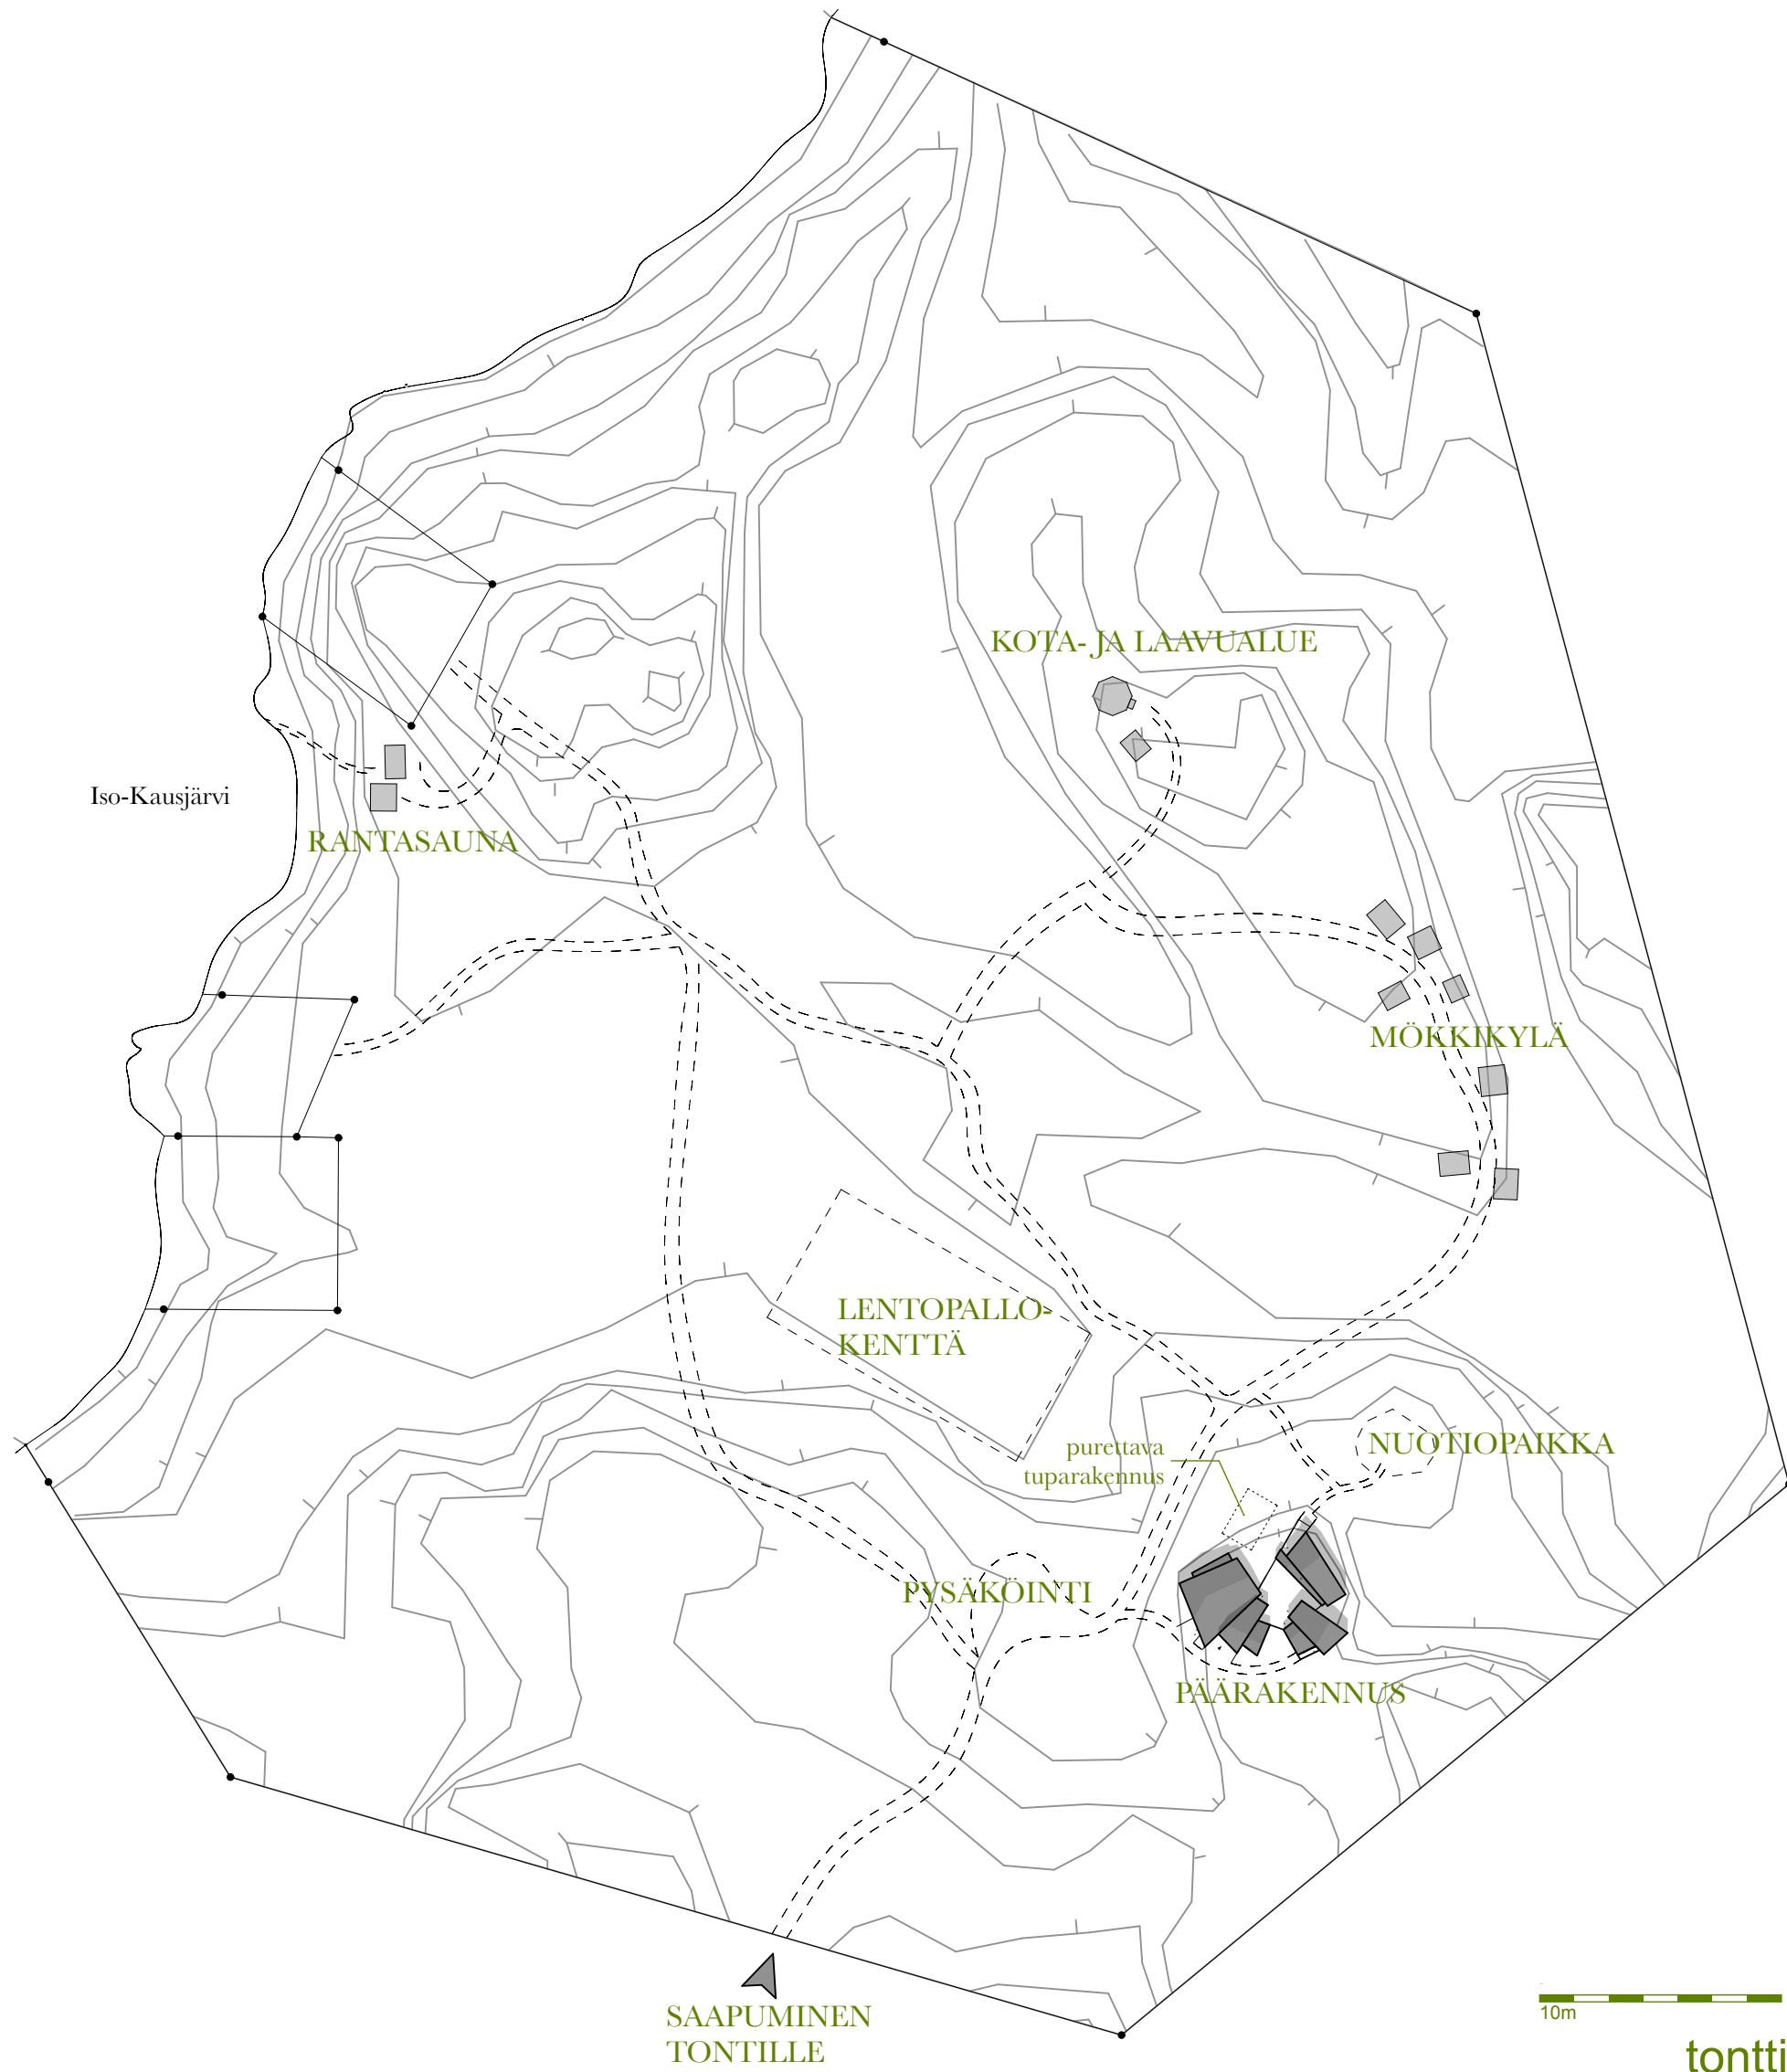 KOTA- JA LAAVUALUE
Iso-Kausjärvi
RANTASAUNA
MÖKKIKYLÄ
LENTOPALLO-
KENTTÄ
purettava
tuparakennus
NUOTIOPAIKKA
PYSÄKÖINTI
PÄÄRAKENNUS
SAAPUMINEN
TONTILLE
10m
tontti